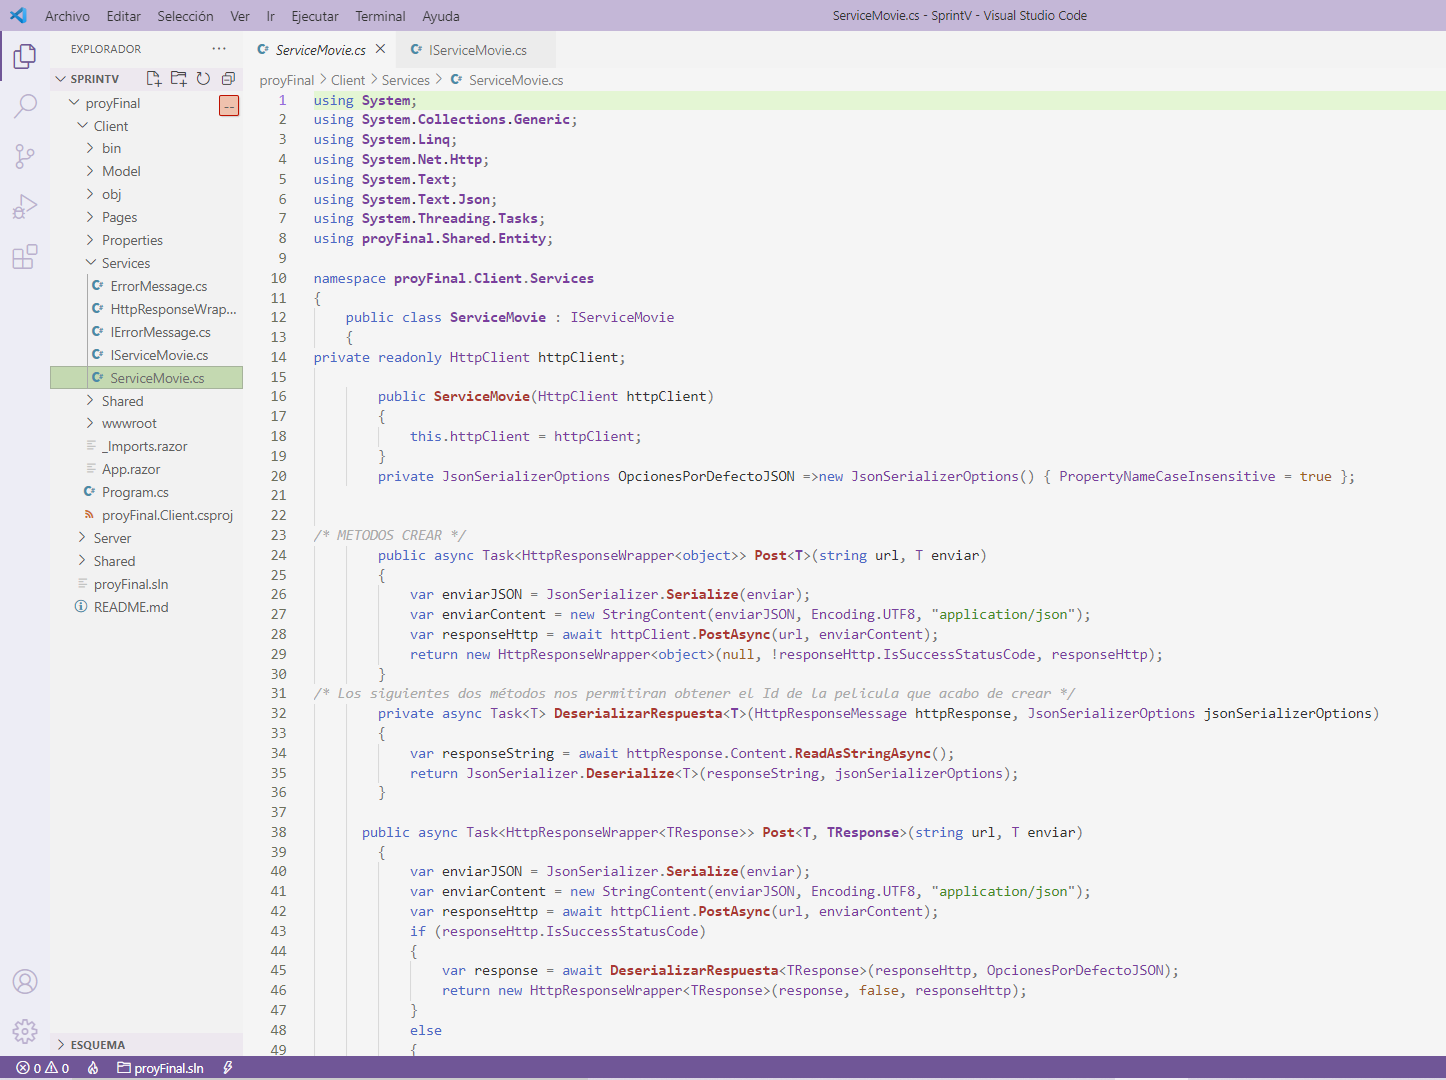 Archivo Editar Selección Ver Ir Ejecutar Terminal Ayuda ServiceMovie.cs - SprintV - Visual Studio Code
EXPLORADOR ···
SPRINTV
proyFinal --
Client
bin
Model
obj
Pages
Properties
Services
C# ErrorMessage.cs
C# HttpResponseWrap...
C# IErrorMessage.cs
C# IServiceMovie.cs
C# ServiceMovie.cs
Shared
wwwroot
_Imports.razor
App.razor
C# Program.cs
proyFinal.Client.csproj
Server
Shared
proyFinal.sln
README.md
ESQUEMA
C# ServiceMovie.cs × C# IServiceMovie.cs
proyFinal > Client > Services > C# ServiceMovie.cs
1 using System;
2 using System.Collections.Generic;
3 using System.Linq;
4 using System.Net.Http;
5 using System.Text;
6 using System.Text.Json;
7 using System.Threading.Tasks;
8 using proyFinal.Shared.Entity;
9
10 namespace proyFinal.Client.Services
11 {
12 public class ServiceMovie : IServiceMovie
13 {
14 private readonly HttpClient httpClient;
15
16 public ServiceMovie(HttpClient httpClient)
17 {
18 this.httpClient = httpClient;
19 }
20 private JsonSerializerOptions OpcionesPorDefectoJSON =>new JsonSerializerOptions() { PropertyNameCaseInsensitive = true };
21
22
23 /* METODOS CREAR */
24 public async Task<HttpResponseWrapper<object>> Post<T>(string url, T enviar)
25 {
26 var enviarJSON = JsonSerializer.Serialize(enviar);
27 var enviarContent = new StringContent(enviarJSON, Encoding.UTF8, "application/json");
28 var responseHttp = await httpClient.PostAsync(url, enviarContent);
29 return new HttpResponseWrapper<object>(null, !responseHttp.IsSuccessStatusCode, responseHttp);
30 }
31 /* Los siguientes dos métodos nos permitiran obtener el Id de la pelicula que acabo de crear */
32 private async Task<T> DeserializarRespuesta<T>(HttpResponseMessage httpResponse, JsonSerializerOptions jsonSerializerOptions)
33 {
34 var responseString = await httpResponse.Content.ReadAsStringAsync();
35 return JsonSerializer.Deserialize<T>(responseString, jsonSerializerOptions);
36 }
37
38 public async Task<HttpResponseWrapper<TResponse>> Post<T, TResponse>(string url, T enviar)
39 {
40 var enviarJSON = JsonSerializer.Serialize(enviar);
41 var enviarContent = new StringContent(enviarJSON, Encoding.UTF8, "application/json");
42 var responseHttp = await httpClient.PostAsync(url, enviarContent);
43 if (responseHttp.IsSuccessStatusCode)
44 {
45 var response = await DeserializarRespuesta<TResponse>(responseHttp, OpcionesPorDefectoJSON);
46 return new HttpResponseWrapper<TResponse>(response, false, responseHttp);
47 }
48 else
49 {
0 0 proyFinal.sln